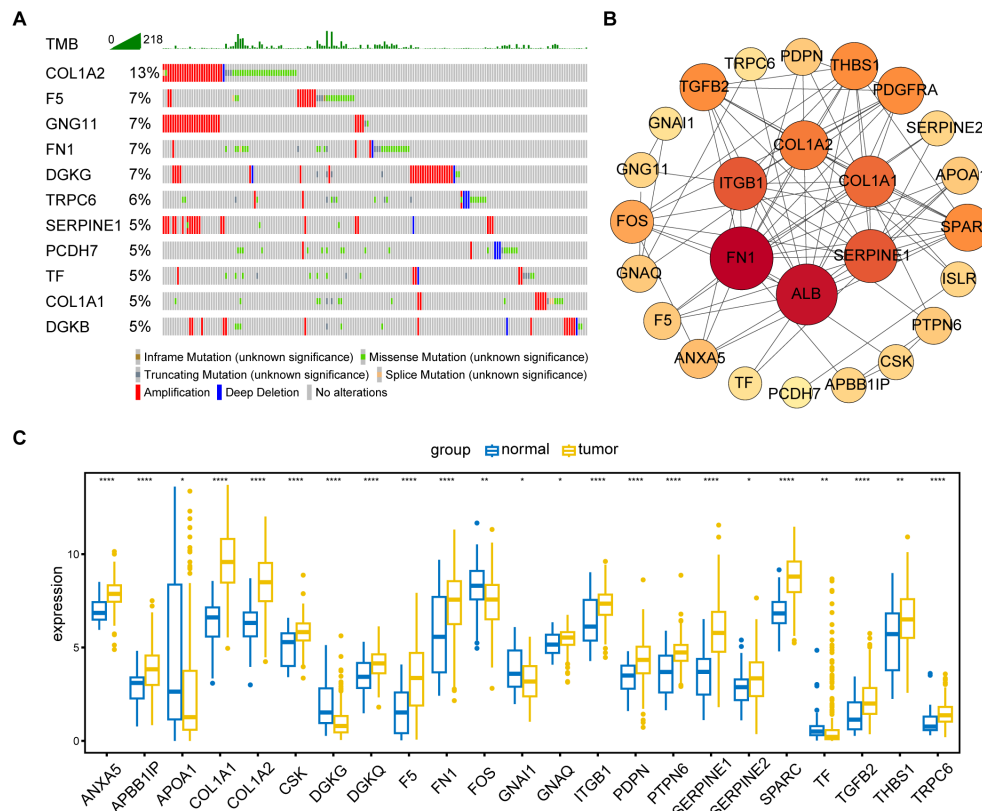 A
TMB 0 218
COL1A2 13%
F5 7%
GNG11 7%
FN1 7%
DGKG 7%
TRPC6 6%
SERPINE1 5%
PCDH7 5%
TF 5%
COL1A1 5%
DGKB 5%
Inframe Mutation (unknown significance) Missense Mutation (unknown significance)
Truncating Mutation (unknown significance) Splice Mutation (unknown significance)
Amplification Deep Deletion No alterations
B
PDPN
TRPC6
THBS1
TGFB2
PDGFRA
GNAI1
SERPINE2
COL1A2
GNG11
APOA1
ITGB1
COL1A1
FOS
SPARC
FN1
SERPINE1
GNAQ
ISLR
ALB
F5
PTPN6
ANXA5
CSK
TF
APBB1IP
PCDH7
C
group normal tumor
**** **** * **** **** **** **** **** **** **** ** * * **** **** **** **** * **** ** **** ** ****
expression
10
5
0
ANXA5
APBB1IP
APOA1
COL1A1
COL1A2
CSK
DGKG
DGKQ
F5
FN1
FOS
GNAI1
GNAQ
ITGB1
PDPN
PTPN6
SERPINE1
SERPINE2
SPARC
TF
TGFB2
THBS1
TRPC6